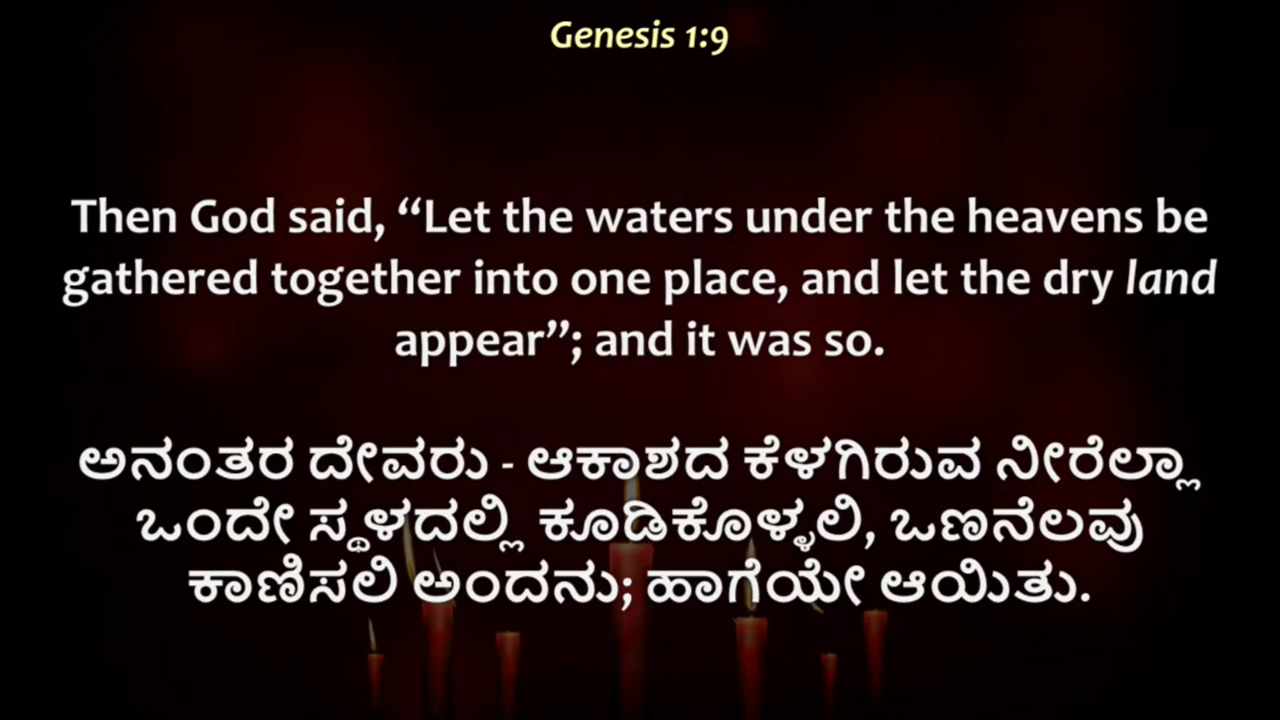 Genesis 1:9
Then God said, “Let the waters under the heavens be
gathered together into one place, and let the dry land
appear”; and it was so.
ಅನಂತರ ದೇವರು - ಆಕಾಶದ ಕೆಳಗಿರುವ ನೀರೆಲ್ಲಾ
ಒಂದೇ ಸ್ಥಳದಲ್ಲಿ ಕೂಡಿಕೊಳ್ಳಲಿ, ಒಣನೆಲವು
ಕಾಣಿಸಲಿ ಅಂದನು; ಹಾಗೆಯೇ ಆಯಿತು.